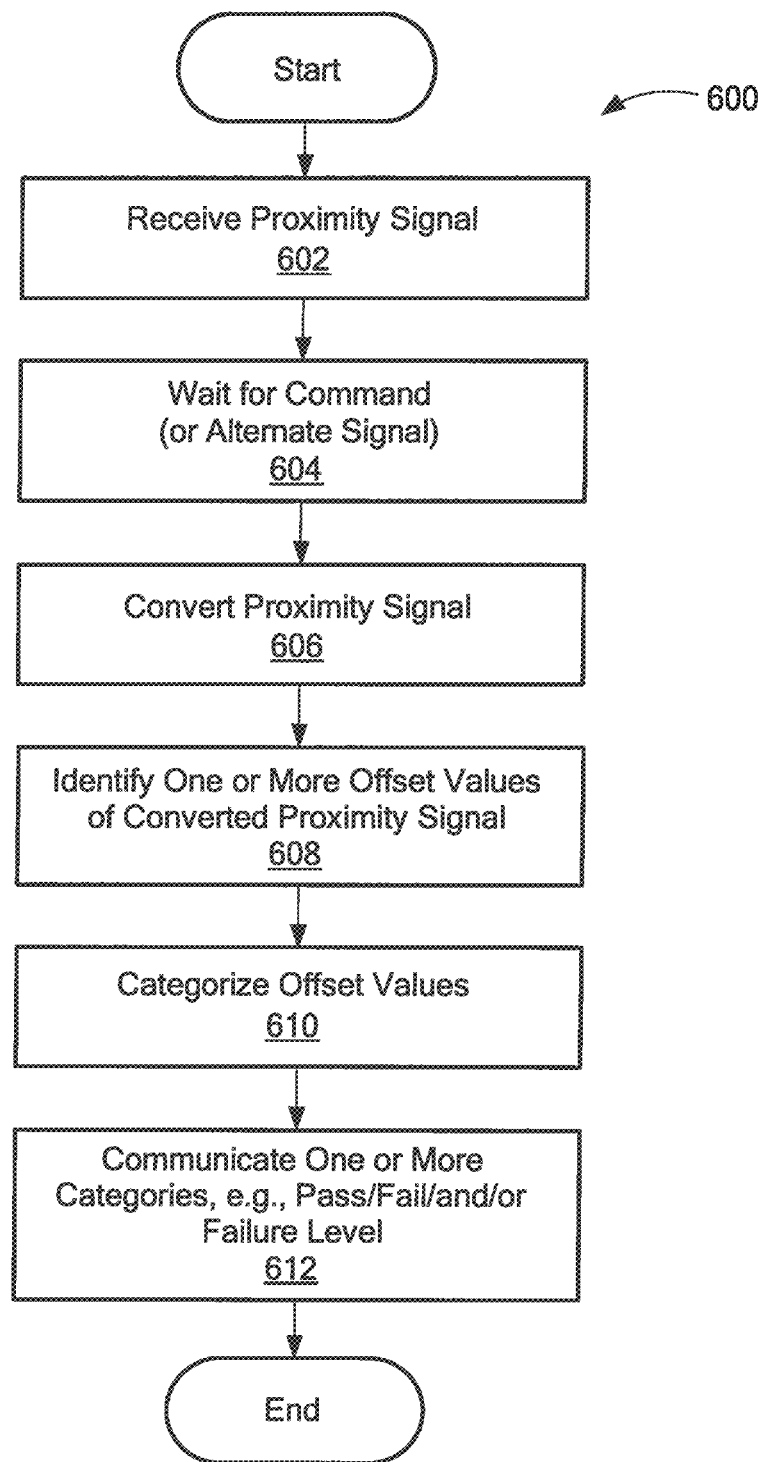 Start
600
Receive Proximity Signal
602
Wait for Command
(or Alternate Signal)
604
Convert Proximity Signal
606
Identify One or More Offset Values
of Converted Proximity Signal
608
Categorize Offset Values
610
Communicate One or More
Categories, e.g., Pass/Fail/and/or
Failure Level
612
End